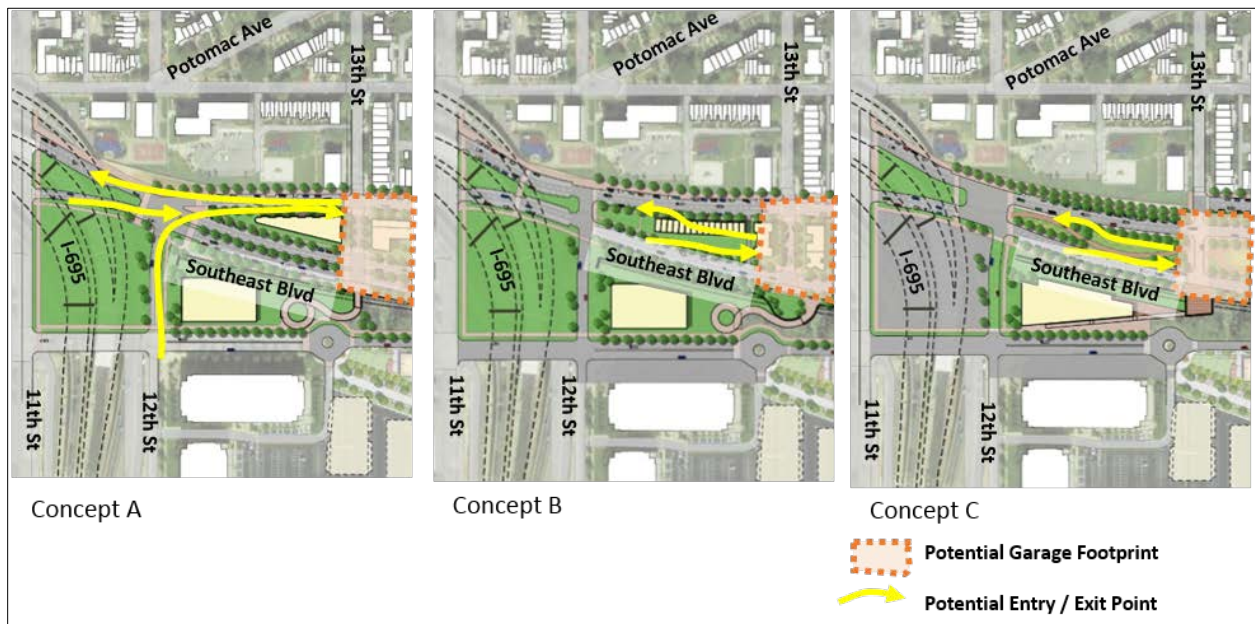 Potomac Ave
13th St
I-695
Southeast Blvd
11th St
12th St
Concept A
Potomac Ave
13th St
I-695
Southeast Blvd
11th St
12th St
Concept B
Potomac Ave
13th St
I-695
Southeast Blvd
11th St
12th St
Concept C
Potential Garage Footprint
Potential Entry / Exit Point